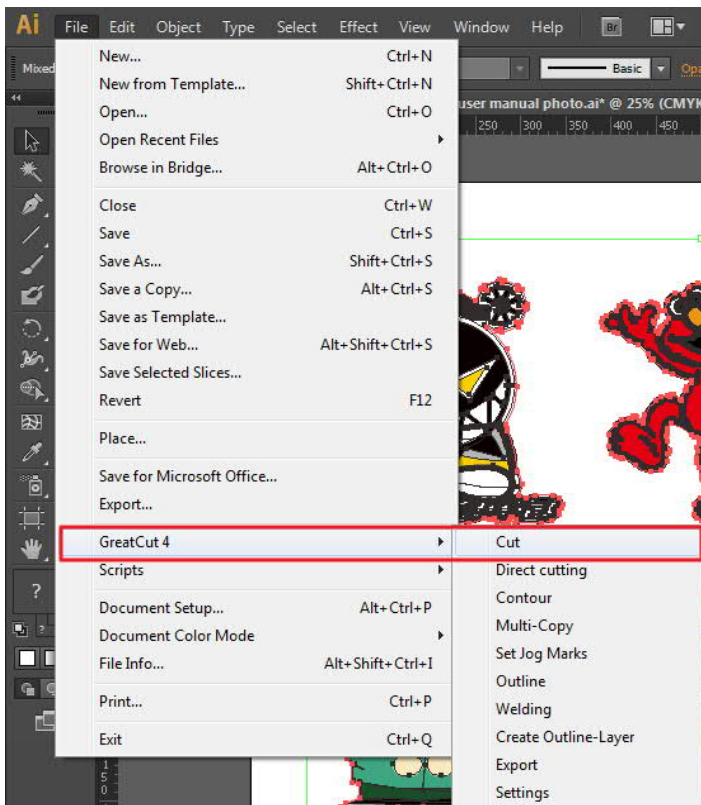 Ai File Edit Object Type Select Effect View Window Help Br
Mixed Basic Opa
user manual photo.ai* @ 25% (CMYK
250 300 350 400 450
New... Ctrl+N
New from Template... Shift+Ctrl+N
Open... Ctrl+O
Open Recent Files
Browse in Bridge... Alt+Ctrl+O
Close Ctrl+W
Save Ctrl+S
Save As... Shift+Ctrl+S
Save a Copy... Alt+Ctrl+S
Save as Template...
Save for Web... Alt+Shift+Ctrl+S
Save Selected Slices...
Revert F12
Place...
Save for Microsoft Office...
Export...
GreatCut 4 Cut
Scripts Direct cutting
Contour
Document Setup... Alt+Ctrl+P
Multi-Copy
Document Color Mode
Set Jog Marks
File Info... Alt+Shift+Ctrl+I
Outline
Print... Ctrl+P
Welding
Exit Ctrl+Q
Create Outline-Layer
Export
Settings
?
?
1
5
0